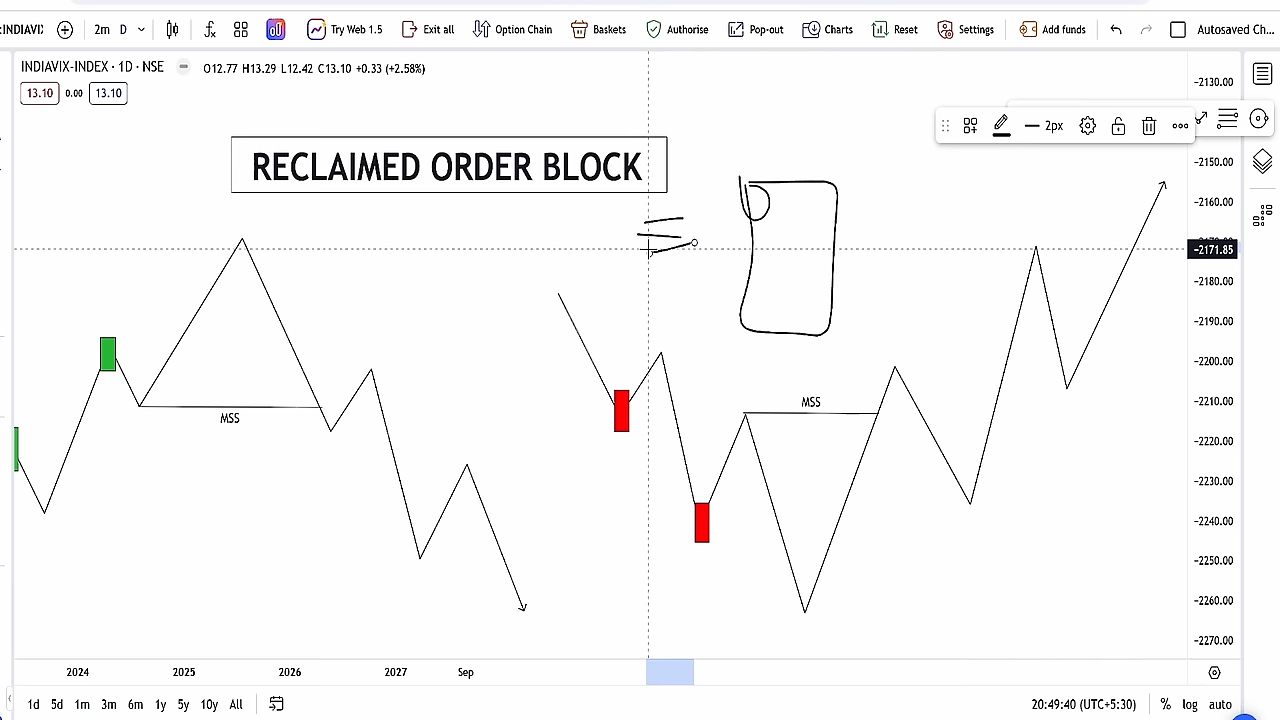 :INDIAVIX 2m D Try Web 1.5 Exit all Option Chain Baskets Authorise Pop-out Charts Reset Settings Add funds Autosaved Ch...
INDIAVIX-INDEX · 1D · NSE O12.77 H13.29 L12.42 C13.10 +0.33 (+2.58%)
13.10 0.00 13.10
-2130.00
2px
-2150.00
RECLAIMED ORDER BLOCK
-2160.00
-2171.85
-2180.00
-2190.00
-2200.00
MSS
-2210.00
MSS
-2220.00
-2230.00
-2240.00
-2250.00
-2260.00
-2270.00
2024 2025 2026 2027 Sep
1d 5d 1m 3m 6m 1y 5y 10y All 20:49:40 (UTC+5:30) % log auto